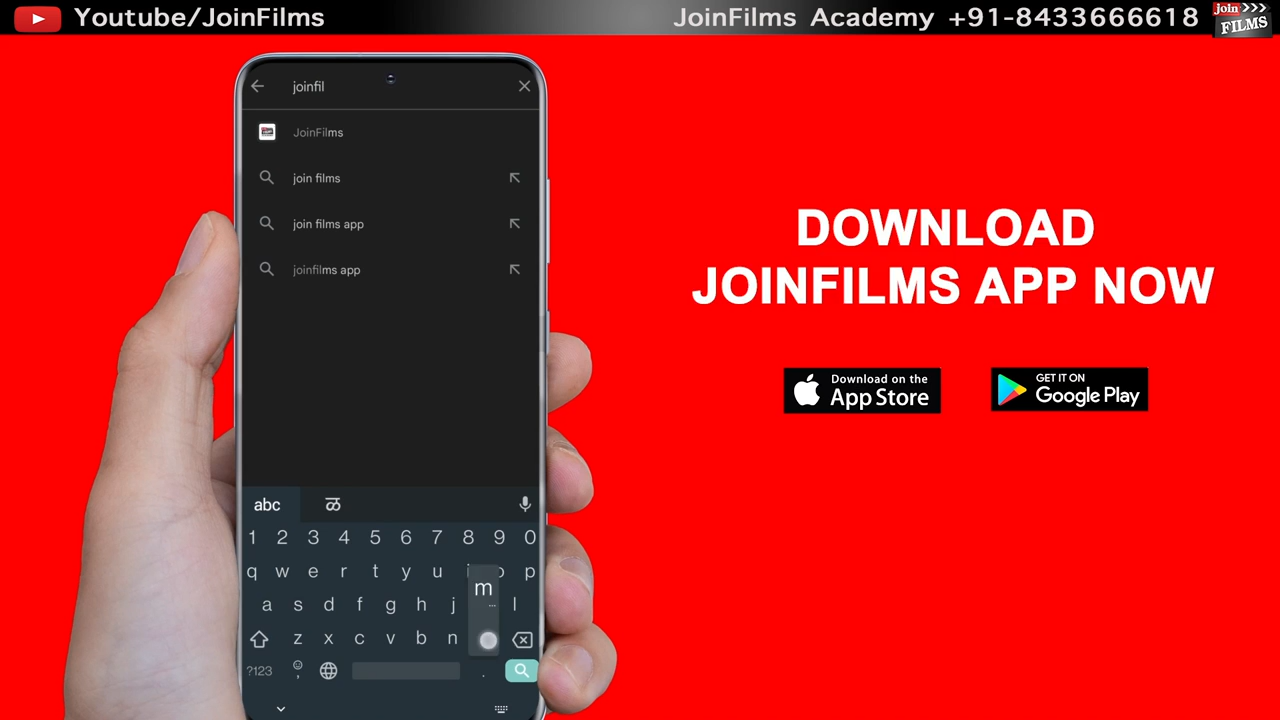 Youtube/JoinFilms
JoinFilms Academy +91-8433666618
Join
FILMS
joinfil
JoinFilms
join films
join films app
joinfilms app
DOWNLOAD
JOINFILMS APP NOW
Download on the
App Store
GET IT ON
Google Play
abc ळ
1 2 3 4 5 6 7 8 9 0
q w e r t y u i o p
m
a s d f g h j l
z x c v b n
?123 , .